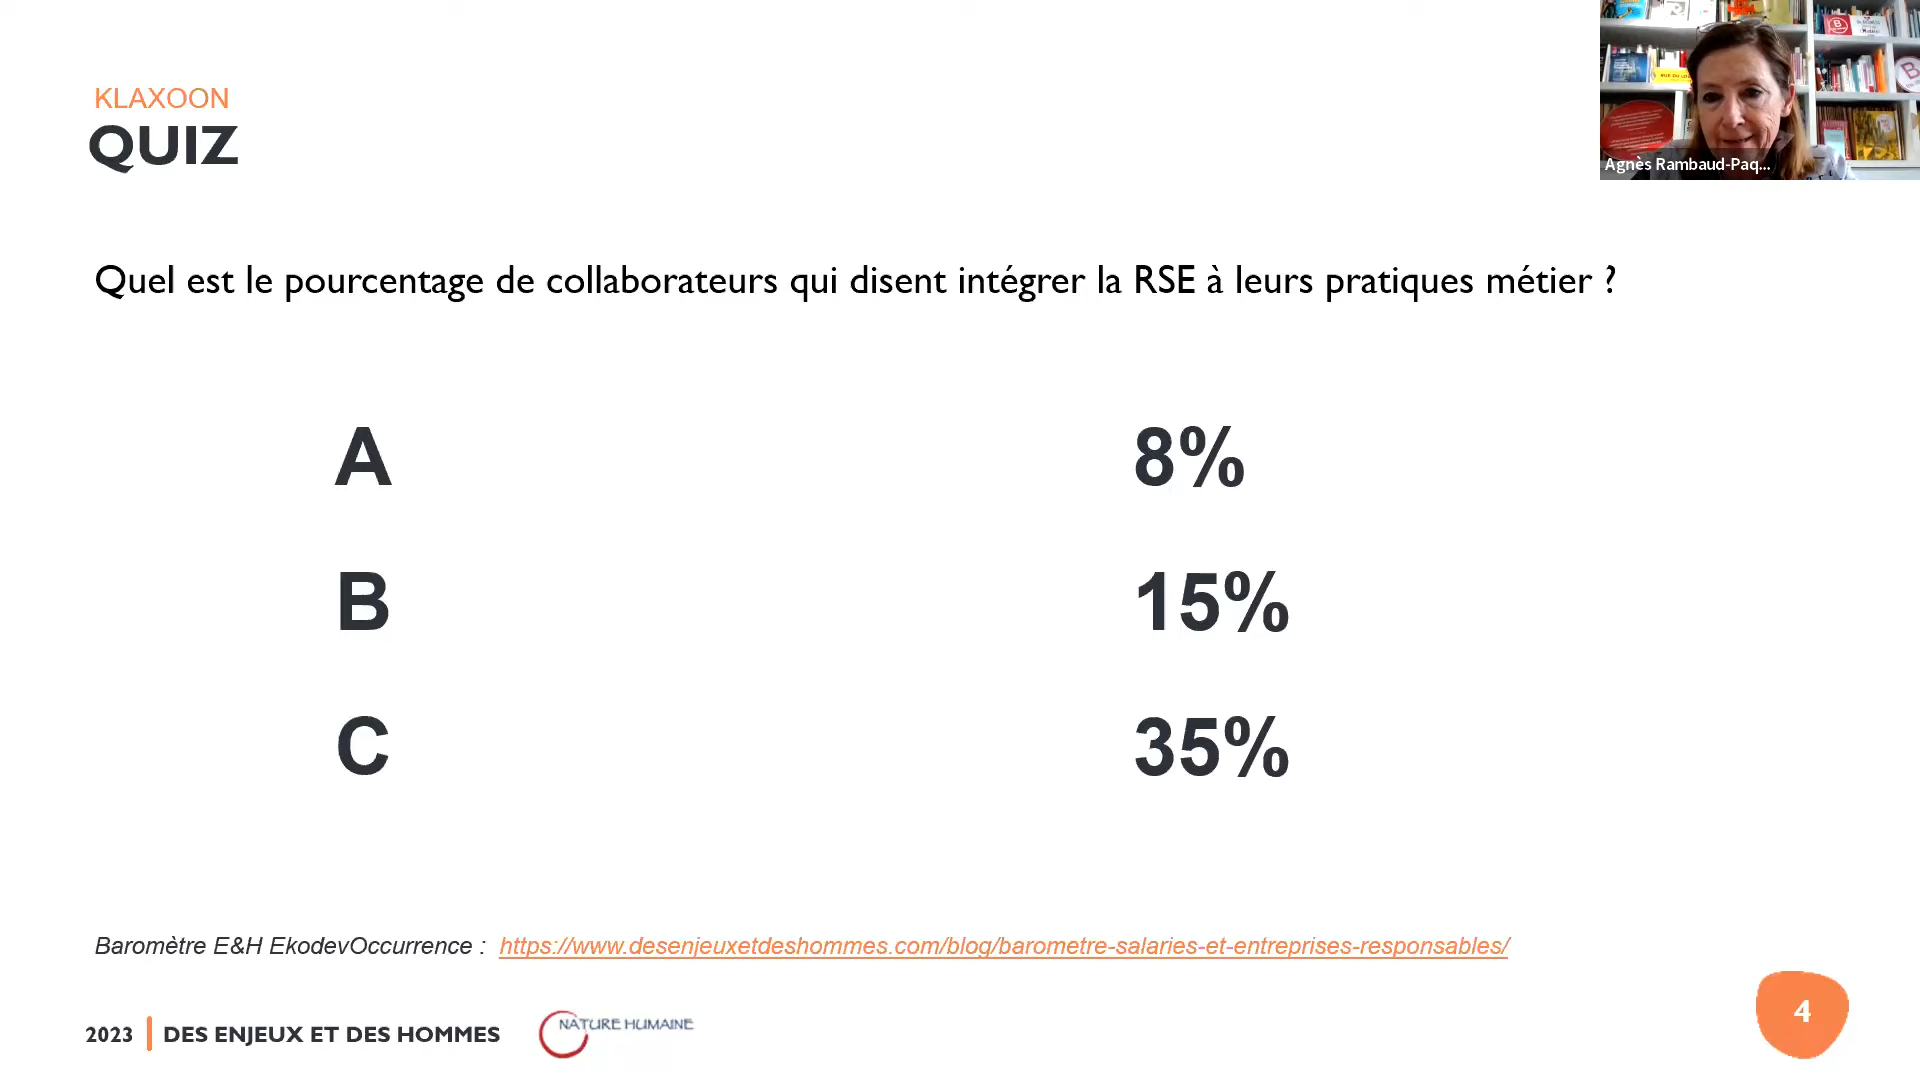 KLAXOON
QUIZ
Agnès Rambaud-Paq...
Quel est le pourcentage de collaborateurs qui disent intégrer la RSE à leurs pratiques métier ?
A 8%
B 15%
C 35%
Baromètre E&H EkodevOccurrence : https://www.desenjeuxetdeshommes.com/blog/barometre-salaries-et-entreprises-responsables/
2023 DES ENJEUX ET DES HOMMES NATURE HUMAINE
4